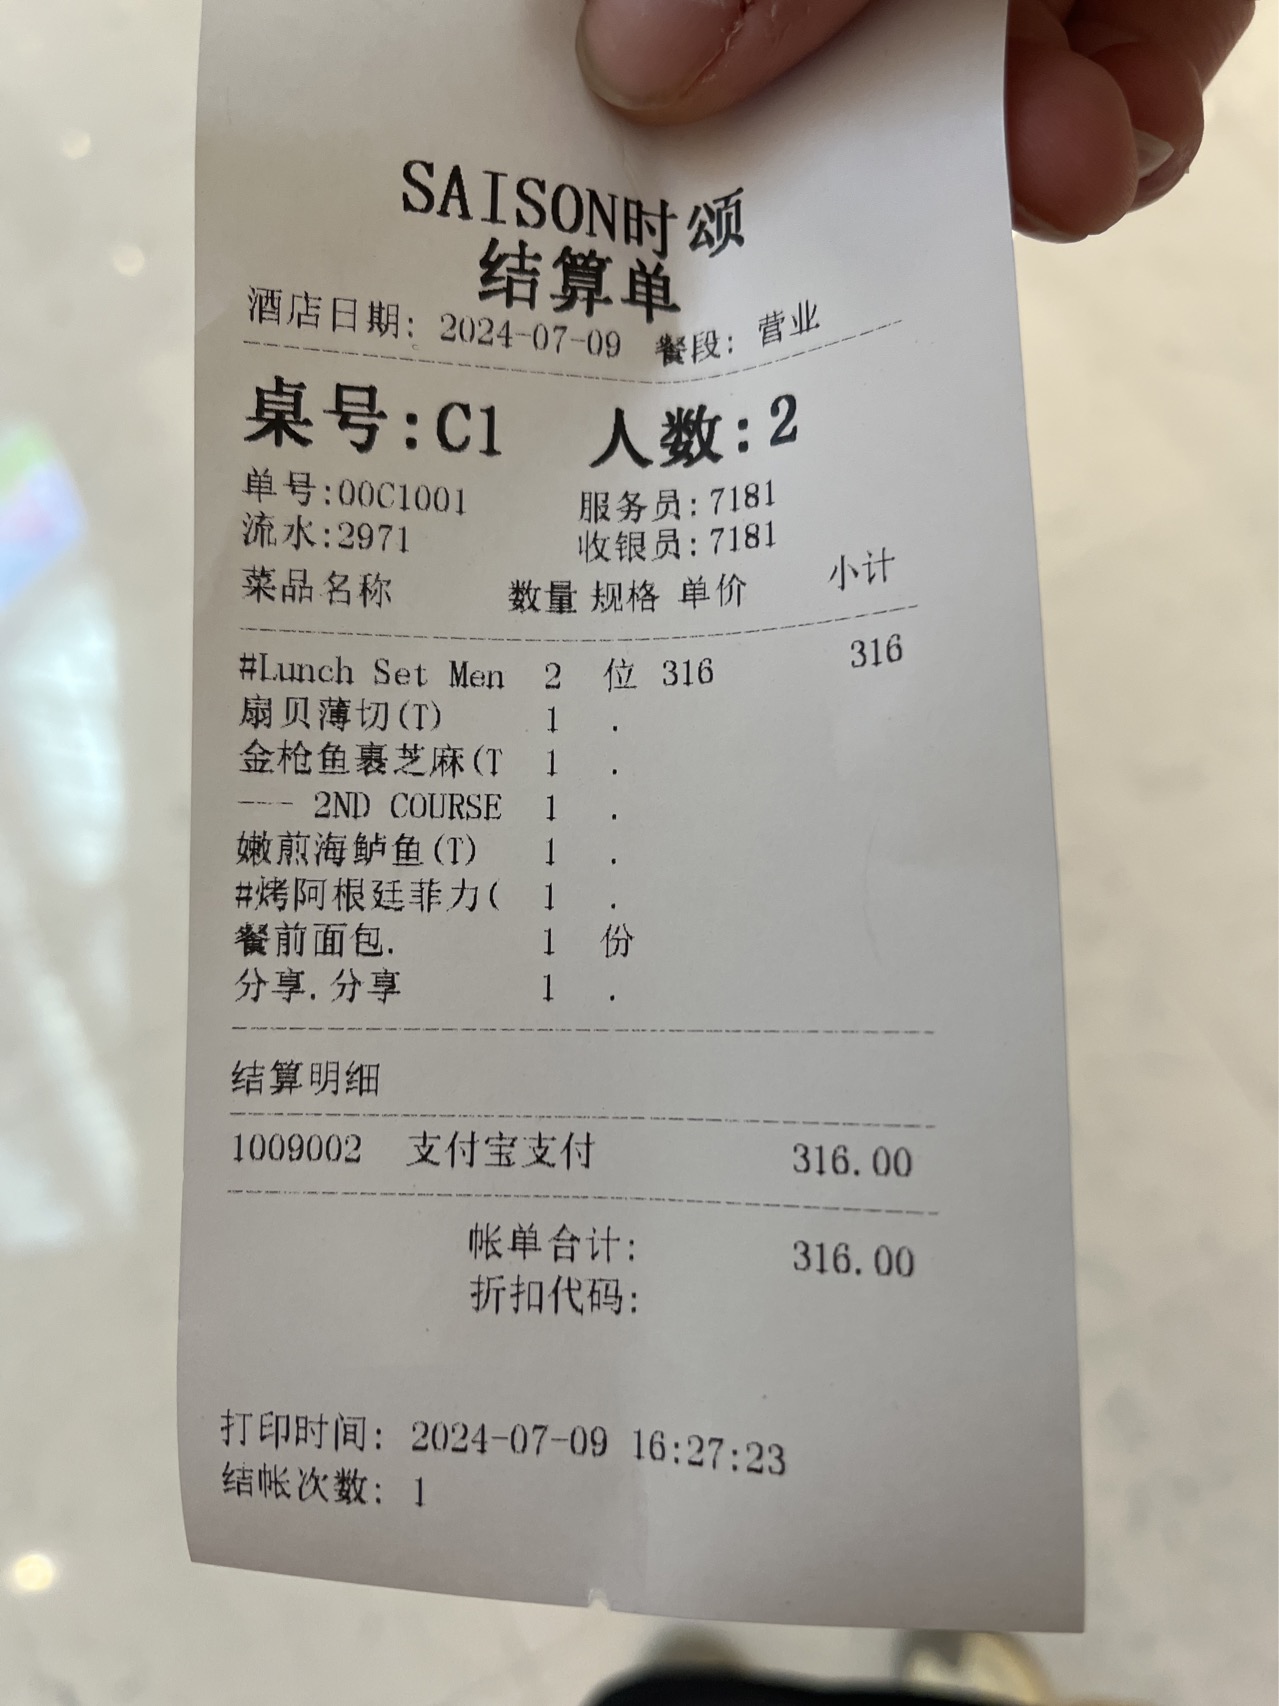 SAISON时颂
结算单
酒店日期: 2024-07-09 餐段: 营业
桌号:C1 人数:2
单号:00C1001 服务员:7181
流水:2971 收银员:7181
菜品名称 数量 规格 单价 小计
#Lunch Set Men 2 位 316 316
扇贝薄切(T) 1 .
金枪鱼裹芝麻(T 1 .
--- 2ND COURSE 1 .
嫩煎海鲈鱼(T) 1 .
#烤阿根廷菲力( 1 .
餐前面包. 1 份
分享.分享 1 .
结算明细
1009002 支付宝支付 316.00
帐单合计: 316.00
折扣代码:
打印时间: 2024-07-09 16:27:23
结帐次数: 1